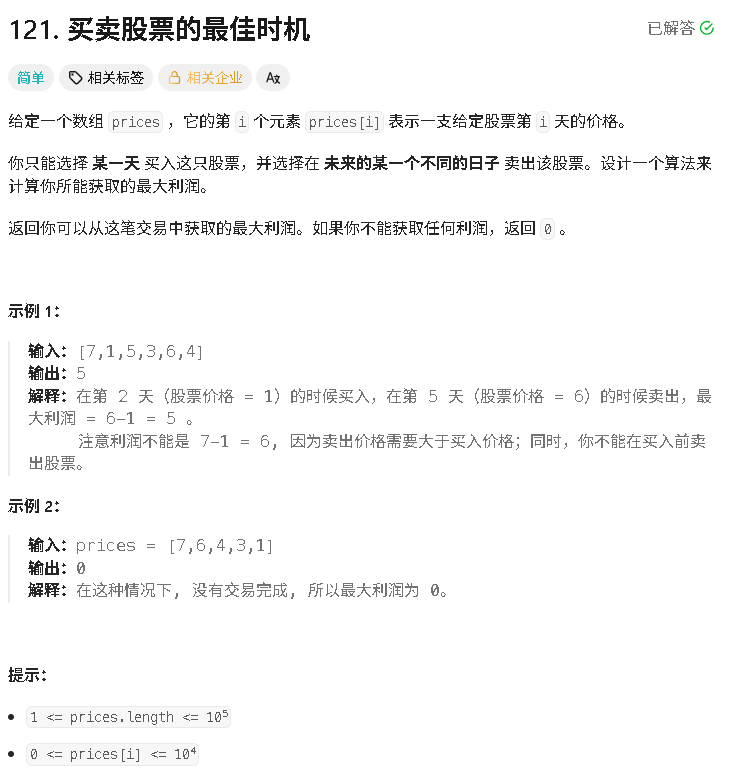 121. 买卖股票的最佳时机
已解答
简单 相关标签 相关企业 Aあ
给定一个数组 prices ，它的第 i 个元素 prices[i] 表示一支给定股票第 i 天的价格。
你只能选择 某一天 买入这只股票，并选择在 未来的某一个不同的日子 卖出该股票。设计一个算法来
计算你所能获取的最大利润。
返回你可以从这笔交易中获取的最大利润。如果你不能获取任何利润，返回 0 。
示例 1：
输入：[7,1,5,3,6,4]
输出：5
解释：在第 2 天（股票价格 = 1）的时候买入，在第 5 天（股票价格 = 6）的时候卖出，最
大利润 = 6-1 = 5 。
注意利润不能是 7-1 = 6, 因为卖出价格需要大于买入价格；同时，你不能在买入前卖
出股票。
示例 2：
输入：prices = [7,6,4,3,1]
输出：0
解释：在这种情况下, 没有交易完成, 所以最大利润为 0。
提示：
1 <= prices.length <= 10⁵
0 <= prices[i] <= 10⁴